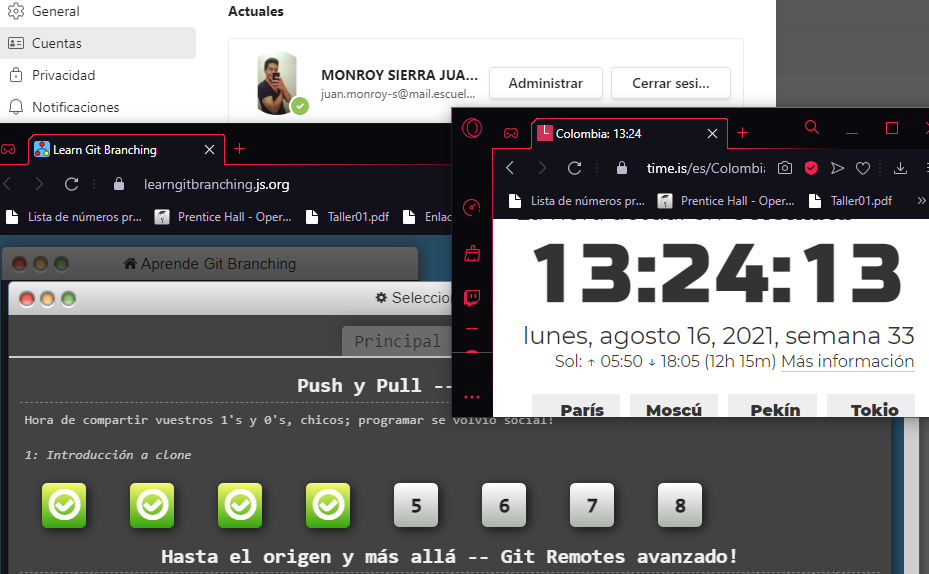 General
Cuentas
Privacidad
Notificaciones
Actuales
MONROY SIERRA JUA...
juan.monroy-s@mail.escuel...
Administrar
Cerrar sesi...
Learn Git Branching
learngitbranching.js.org
Lista de números pr...
Prentice Hall - Oper...
Taller01.pdf
Enlac
Aprende Git Branching
Seleccio
Principal
Push y Pull --
Hora de compartir vuestros 1's y 0's, chicos; programar se volvió social!
1: Introducción a clone
5
6
7
8
Hasta el origen y más allá -- Git Remotes avanzado!
Colombia: 13:24
time.is/es/Colombia
Lista de números pr...
Prentice Hall - Oper...
Taller01.pdf
»
13:24:13
lunes, agosto 16, 2021, semana 33
Sol: ↑ 05:50 ↓ 18:05 (12h 15m) Más información
París
Moscú
Pekín
Tokio